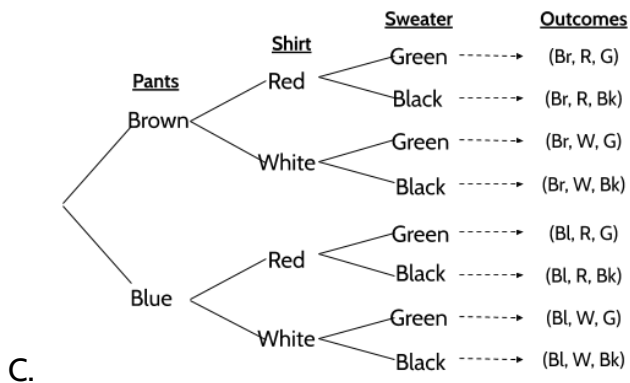 Sweater Outcomes
Shirt
Green (Br, R, G)
Pants Red
Black (Br, R, Bk)
Brown
Green (Br, W, G)
White
Black (Br, W, Bk)
Green (Bl, R, G)
Red
Black (Bl, R, Bk)
Blue
Green (Bl, W, G)
White
Black (Bl, W, Bk)
C.